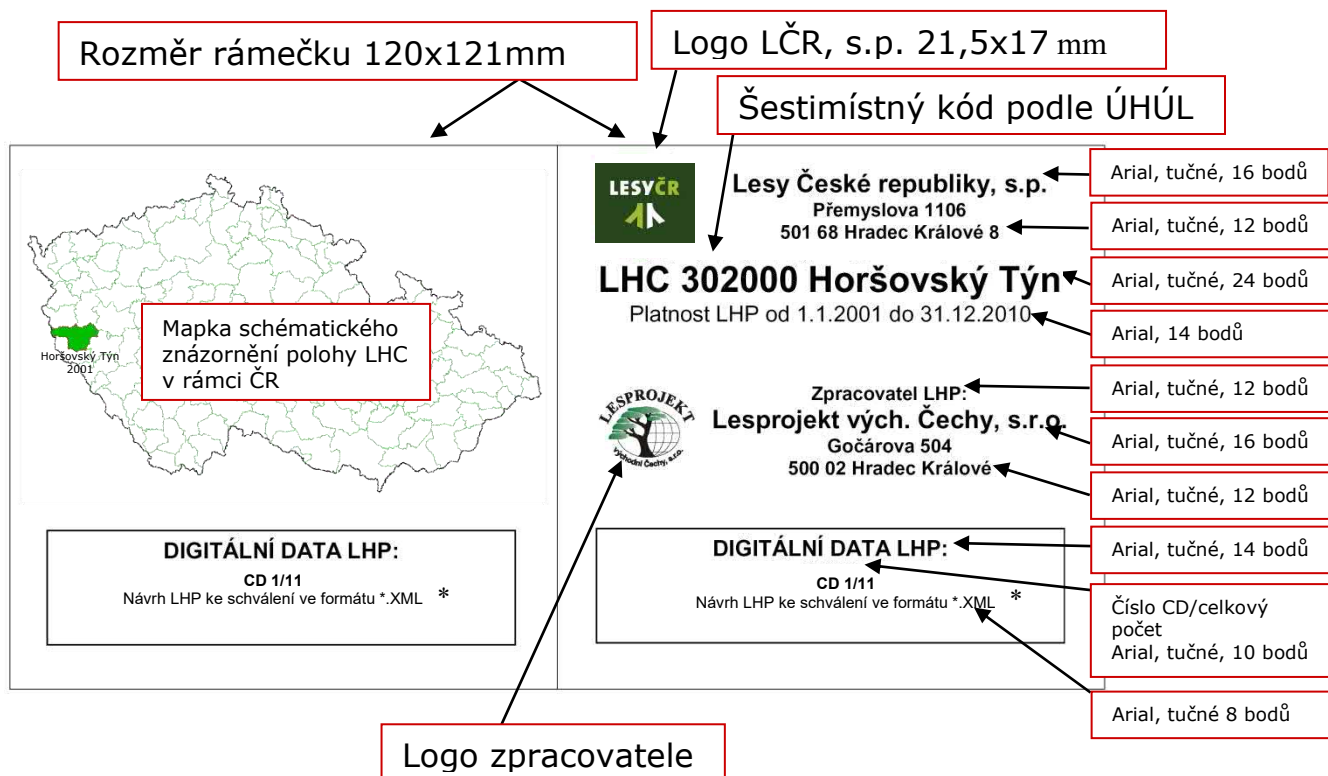 Rozměr rámečku 120x121mm
Logo LČR, s.p. 21,5x17 mm
Šestimístný kód podle ÚHÚL
Horšovský Týn
2001
Mapka schématického
znázornění polohy LHC
v rámci ČR
DIGITÁLNÍ DATA LHP:
CD 1/11
Návrh LHP ke schválení ve formátu *.XML *
LESYČR
Lesy České republiky, s.p.
Přemyslova 1106
501 68 Hradec Králové 8
LHC 302000 Horšovský Týn
Platnost LHP od 1.1.2001 do 31.12.2010
LESPROJEKT
východní Čechy, s.r.o.
Zpracovatel LHP:
Lesprojekt vých. Čechy, s.r.o.
Gočárova 504
500 02 Hradec Králové
DIGITÁLNÍ DATA LHP:
CD 1/11
Návrh LHP ke schválení ve formátu *.XML *
Arial, tučné, 16 bodů
Arial, tučné, 12 bodů
Arial, tučné, 24 bodů
Arial, 14 bodů
Arial, tučné, 12 bodů
Arial, tučné, 16 bodů
Arial, tučné, 12 bodů
Arial, tučné, 14 bodů
Číslo CD/celkový
počet
Arial, tučné, 10 bodů
Arial, tučné 8 bodů
Logo zpracovatele